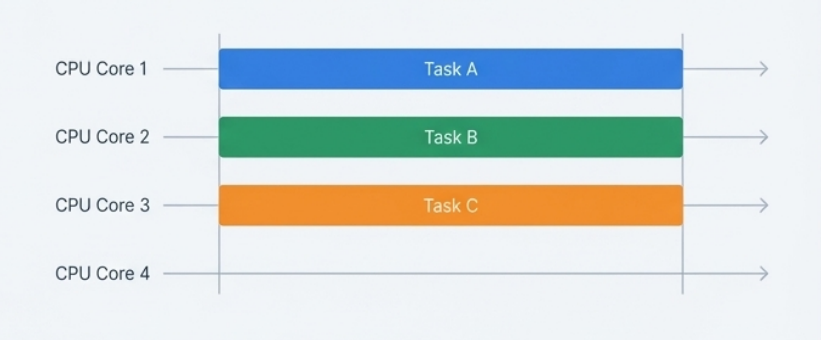 CPU Core 1 Task A
CPU Core 2 Task B
CPU Core 3 Task C
CPU Core 4